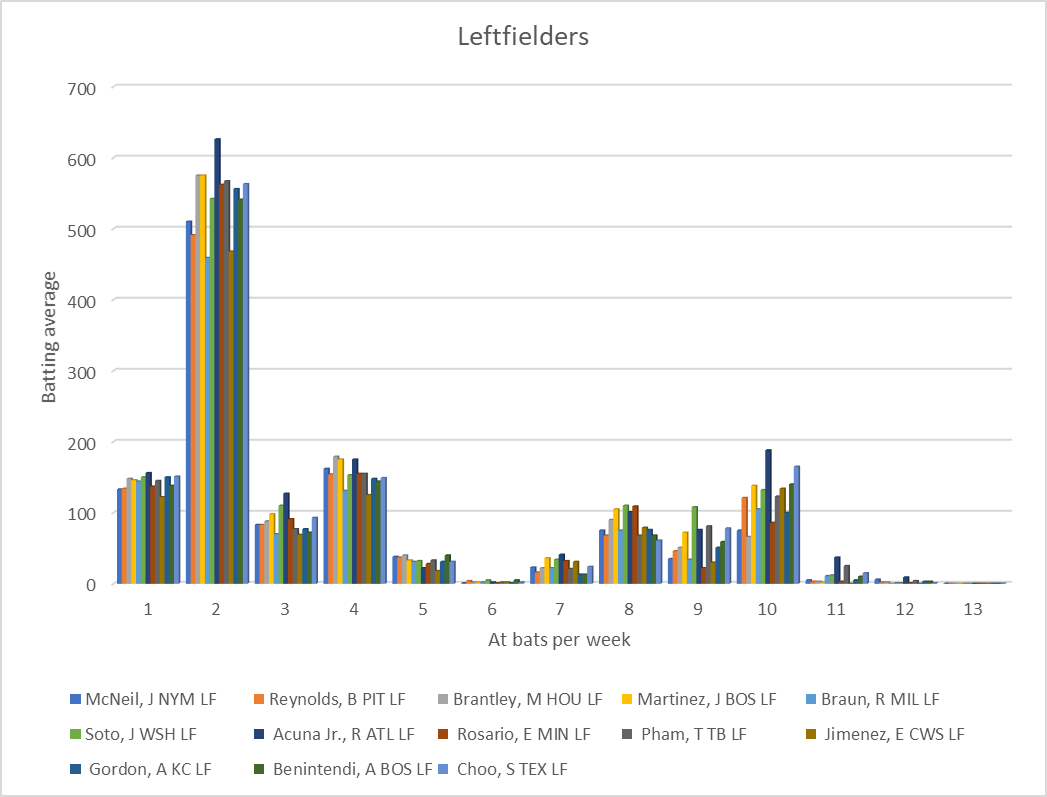 Leftfielders
700
600
500
400
300
200
100
0
Batting average
1 2 3 4 5 6 7 8 9 10 11 12 13
At bats per week
McNeil, J NYM LF Reynolds, B PIT LF Brantley, M HOU LF Martinez, J BOS LF Braun, R MIL LF
Soto, J WSH LF Acuna Jr., R ATL LF Rosario, E MIN LF Pham, T TB LF Jimenez, E CWS LF
Gordon, A KC LF Benintendi, A BOS LF Choo, S TEX LF